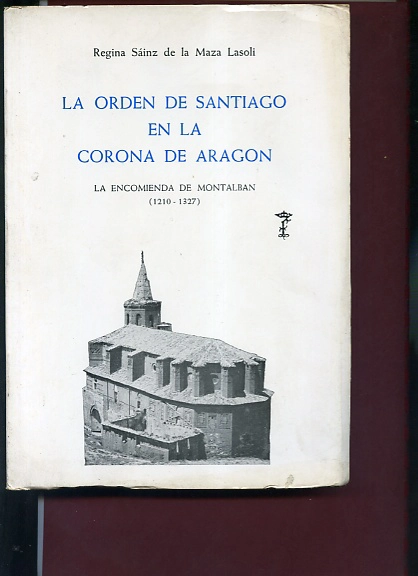 Regina Sáinz de la Maza Lasoli
LA ORDEN DE SANTIAGO
EN LA
CORONA DE ARAGON
LA ENCOMIENDA DE MONTALBAN
(1210 - 1327)